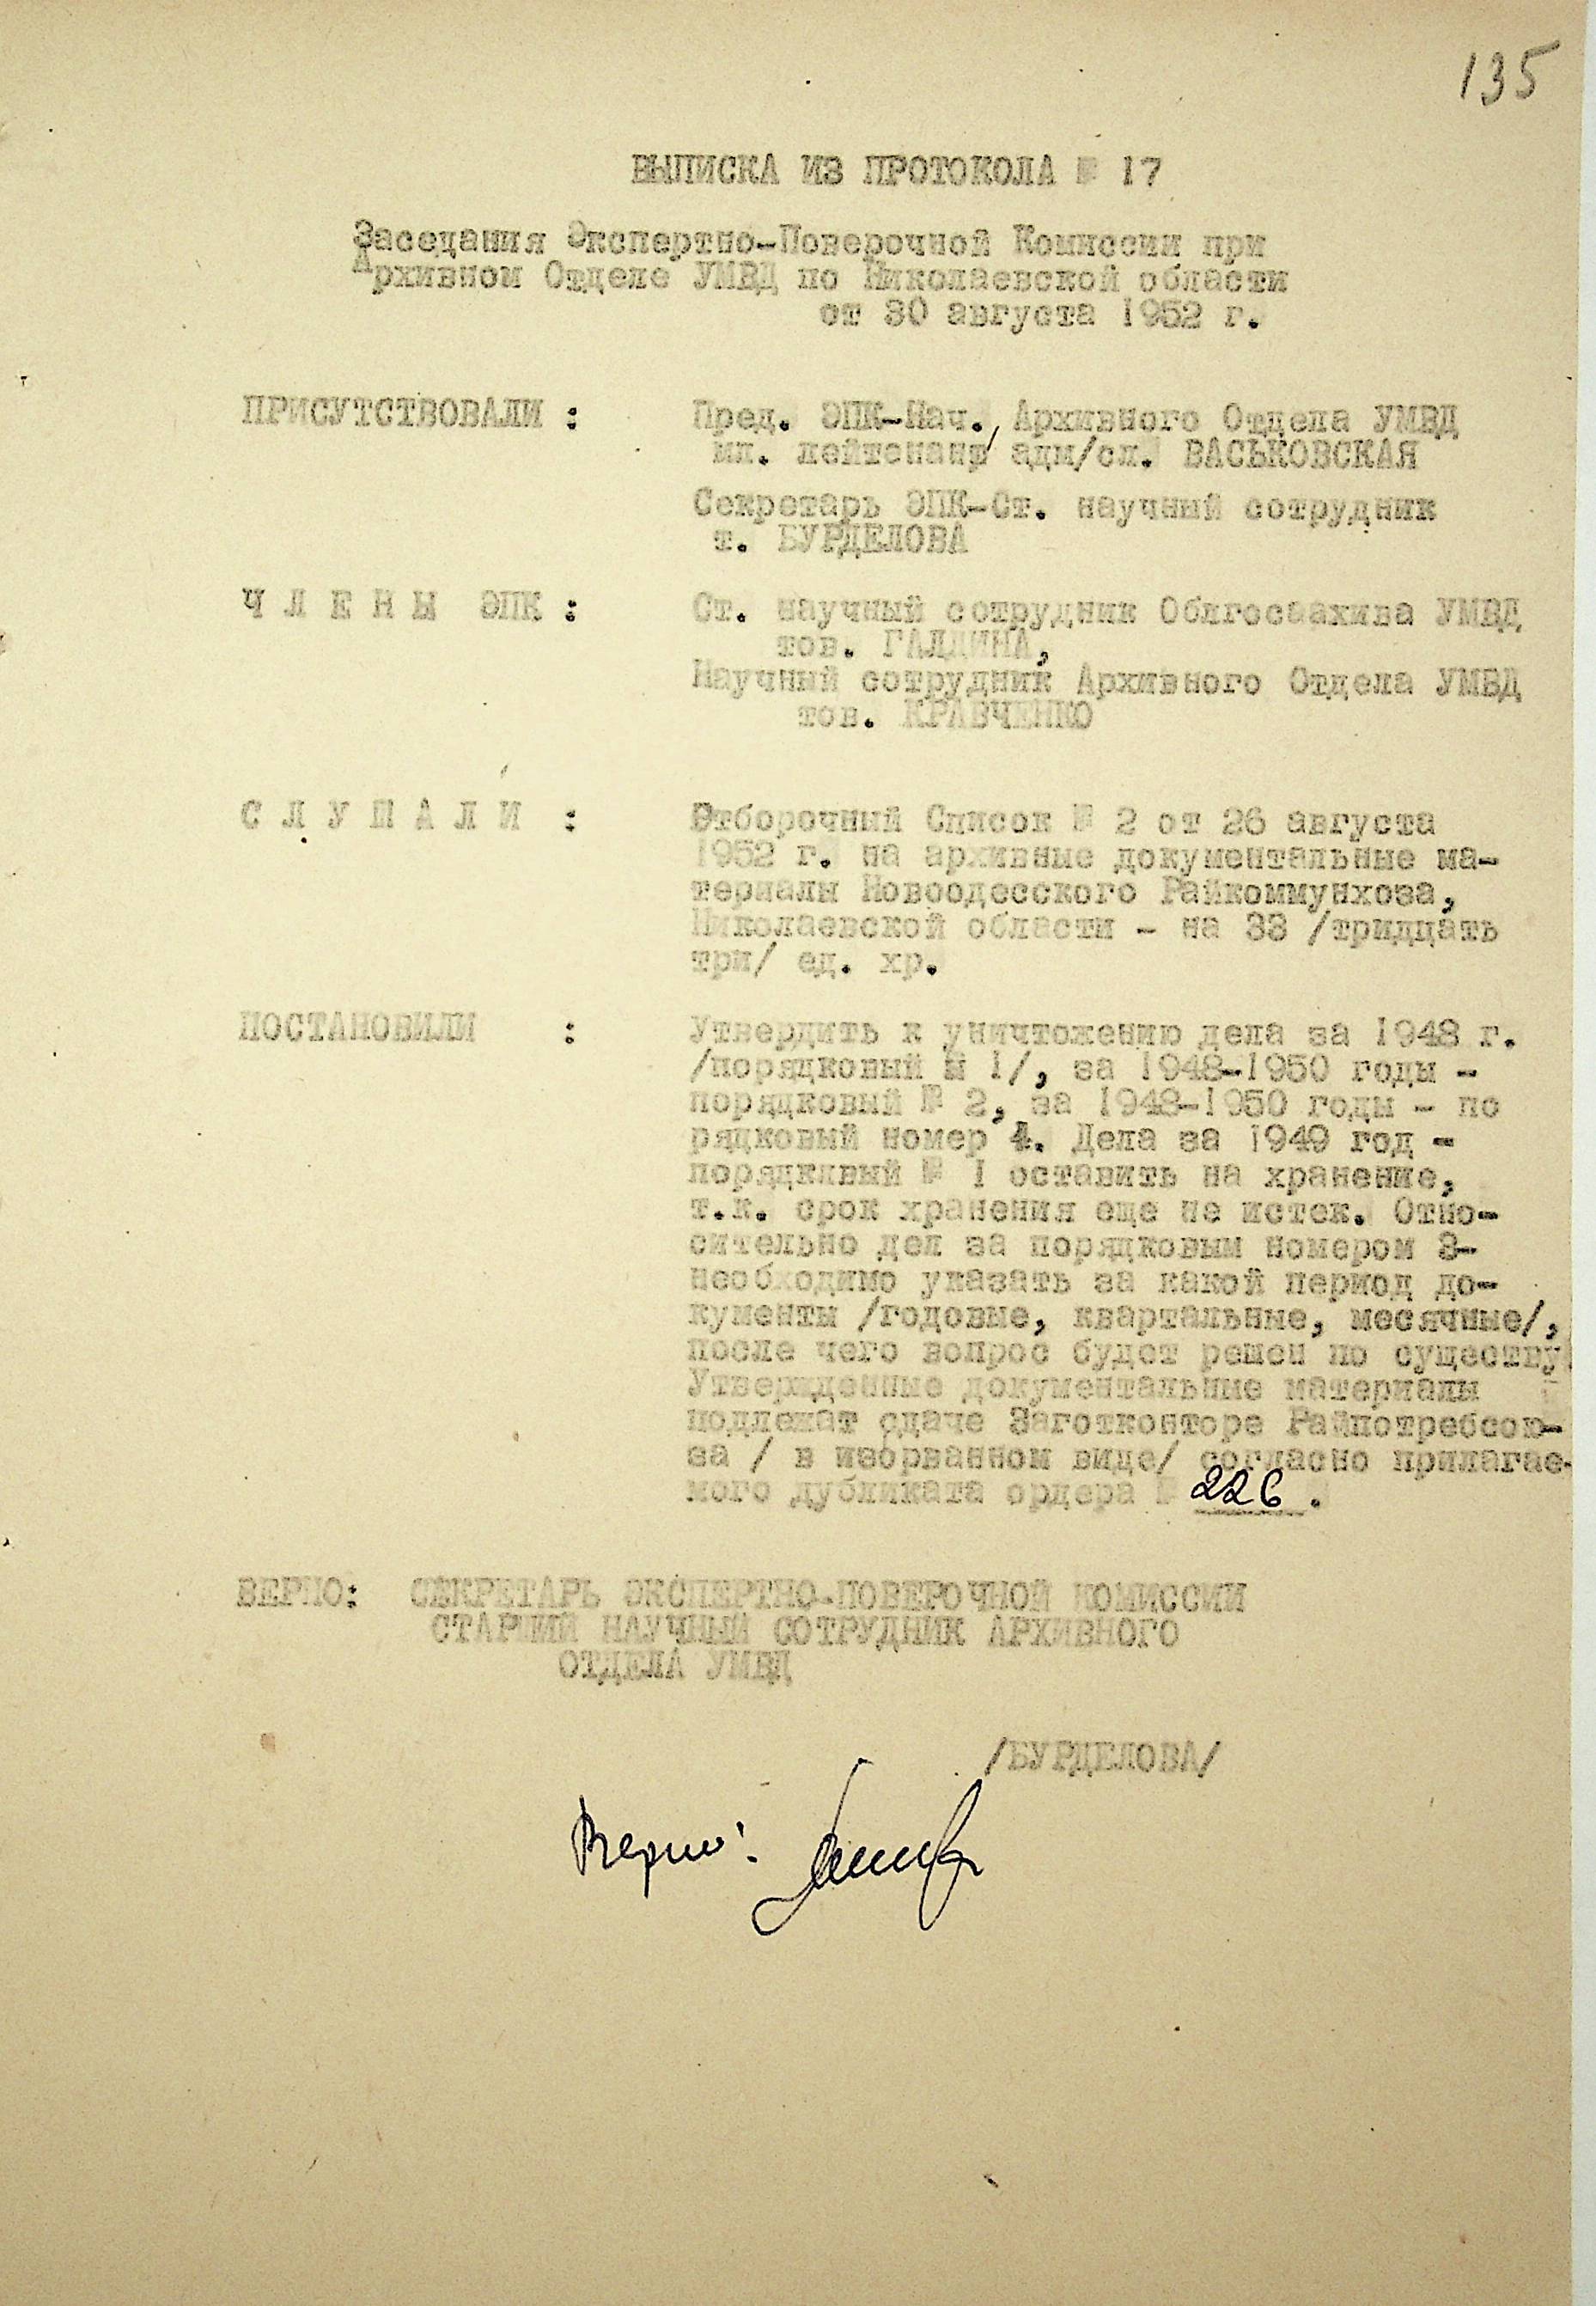 135
ВЫПИСКА ИЗ ПРОТОКОЛА № 17
Заседания Экспертно-Поверочной Комиссии при
Архивном Отделе УМВД по Николаевской области
от 30 августа 1952 г.
ПРИСУТСТВОВАЛИ : Пред. ЭПК-Нач. Архивного Отдела УМВД
мл. лейтенант адм/сл. ВАСЬКОВСКАЯ
Секретарь ЭПК-Ст. научный сотрудник
т. БУРДЕЛОВА
Ч Л Е Н Ы ЭПК : Ст. научный сотрудник Облгосаахива УМВД
тов. ГАЛДИНА,
Научный сотрудник Архивного Отдела УМВД
тов. КРАВЧЕНКО
С Л У Ш А Л И : Отборочний Список № 2 от 26 августа
1952 г. на архивные документальные ма-
териалы Новоодесского Райкоммунхоза,
Николаевской области - на 33 /тридцать
три/ ед. хр.
ПОСТАНОВИЛИ : Утвердить к уничтожению дела за 1948 г.
/порядковый № 1/, за 1948-1950 годы -
порядковый № 2, за 1948-1950 годы - по
рядковый номер 4. Дела за 1949 год -
порядклвый № I оставить на хранение,
т.к. срок хранения еще не истек. Отно-
сительно дел за порядковым номером 3-
необходимо указать за какой период до-
кументы /годовые, квартальные, месячные/,
после чего вопрос будет решен по существу.
Утвержденные документальные материалы
подлежат сдаче Заготконторе Райпотребсою-
за / в изорванном виде/ согласно прилагае-
мого дубликата ордера № 226 .
ВЕРНО: СЕКРЕТАРЬ ЭКСПЕРТНО-ПОВЕРОЧНОЙ КОМИССИИ
СТАРШИЙ НАУЧНЫЙ СОТРУДНИК АРХИВНОГО
ОТДЕЛА УМВД
/БУРДЕЛОВА/
Верно: